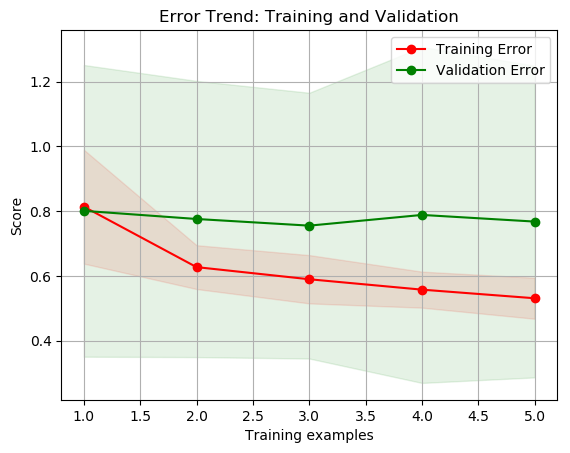 Error Trend: Training and Validation
Training Error
Validation Error
Score
1.2
1.0
0.8
0.6
0.4
1.0 1.5 2.0 2.5 3.0 3.5 4.0 4.5 5.0
Training examples